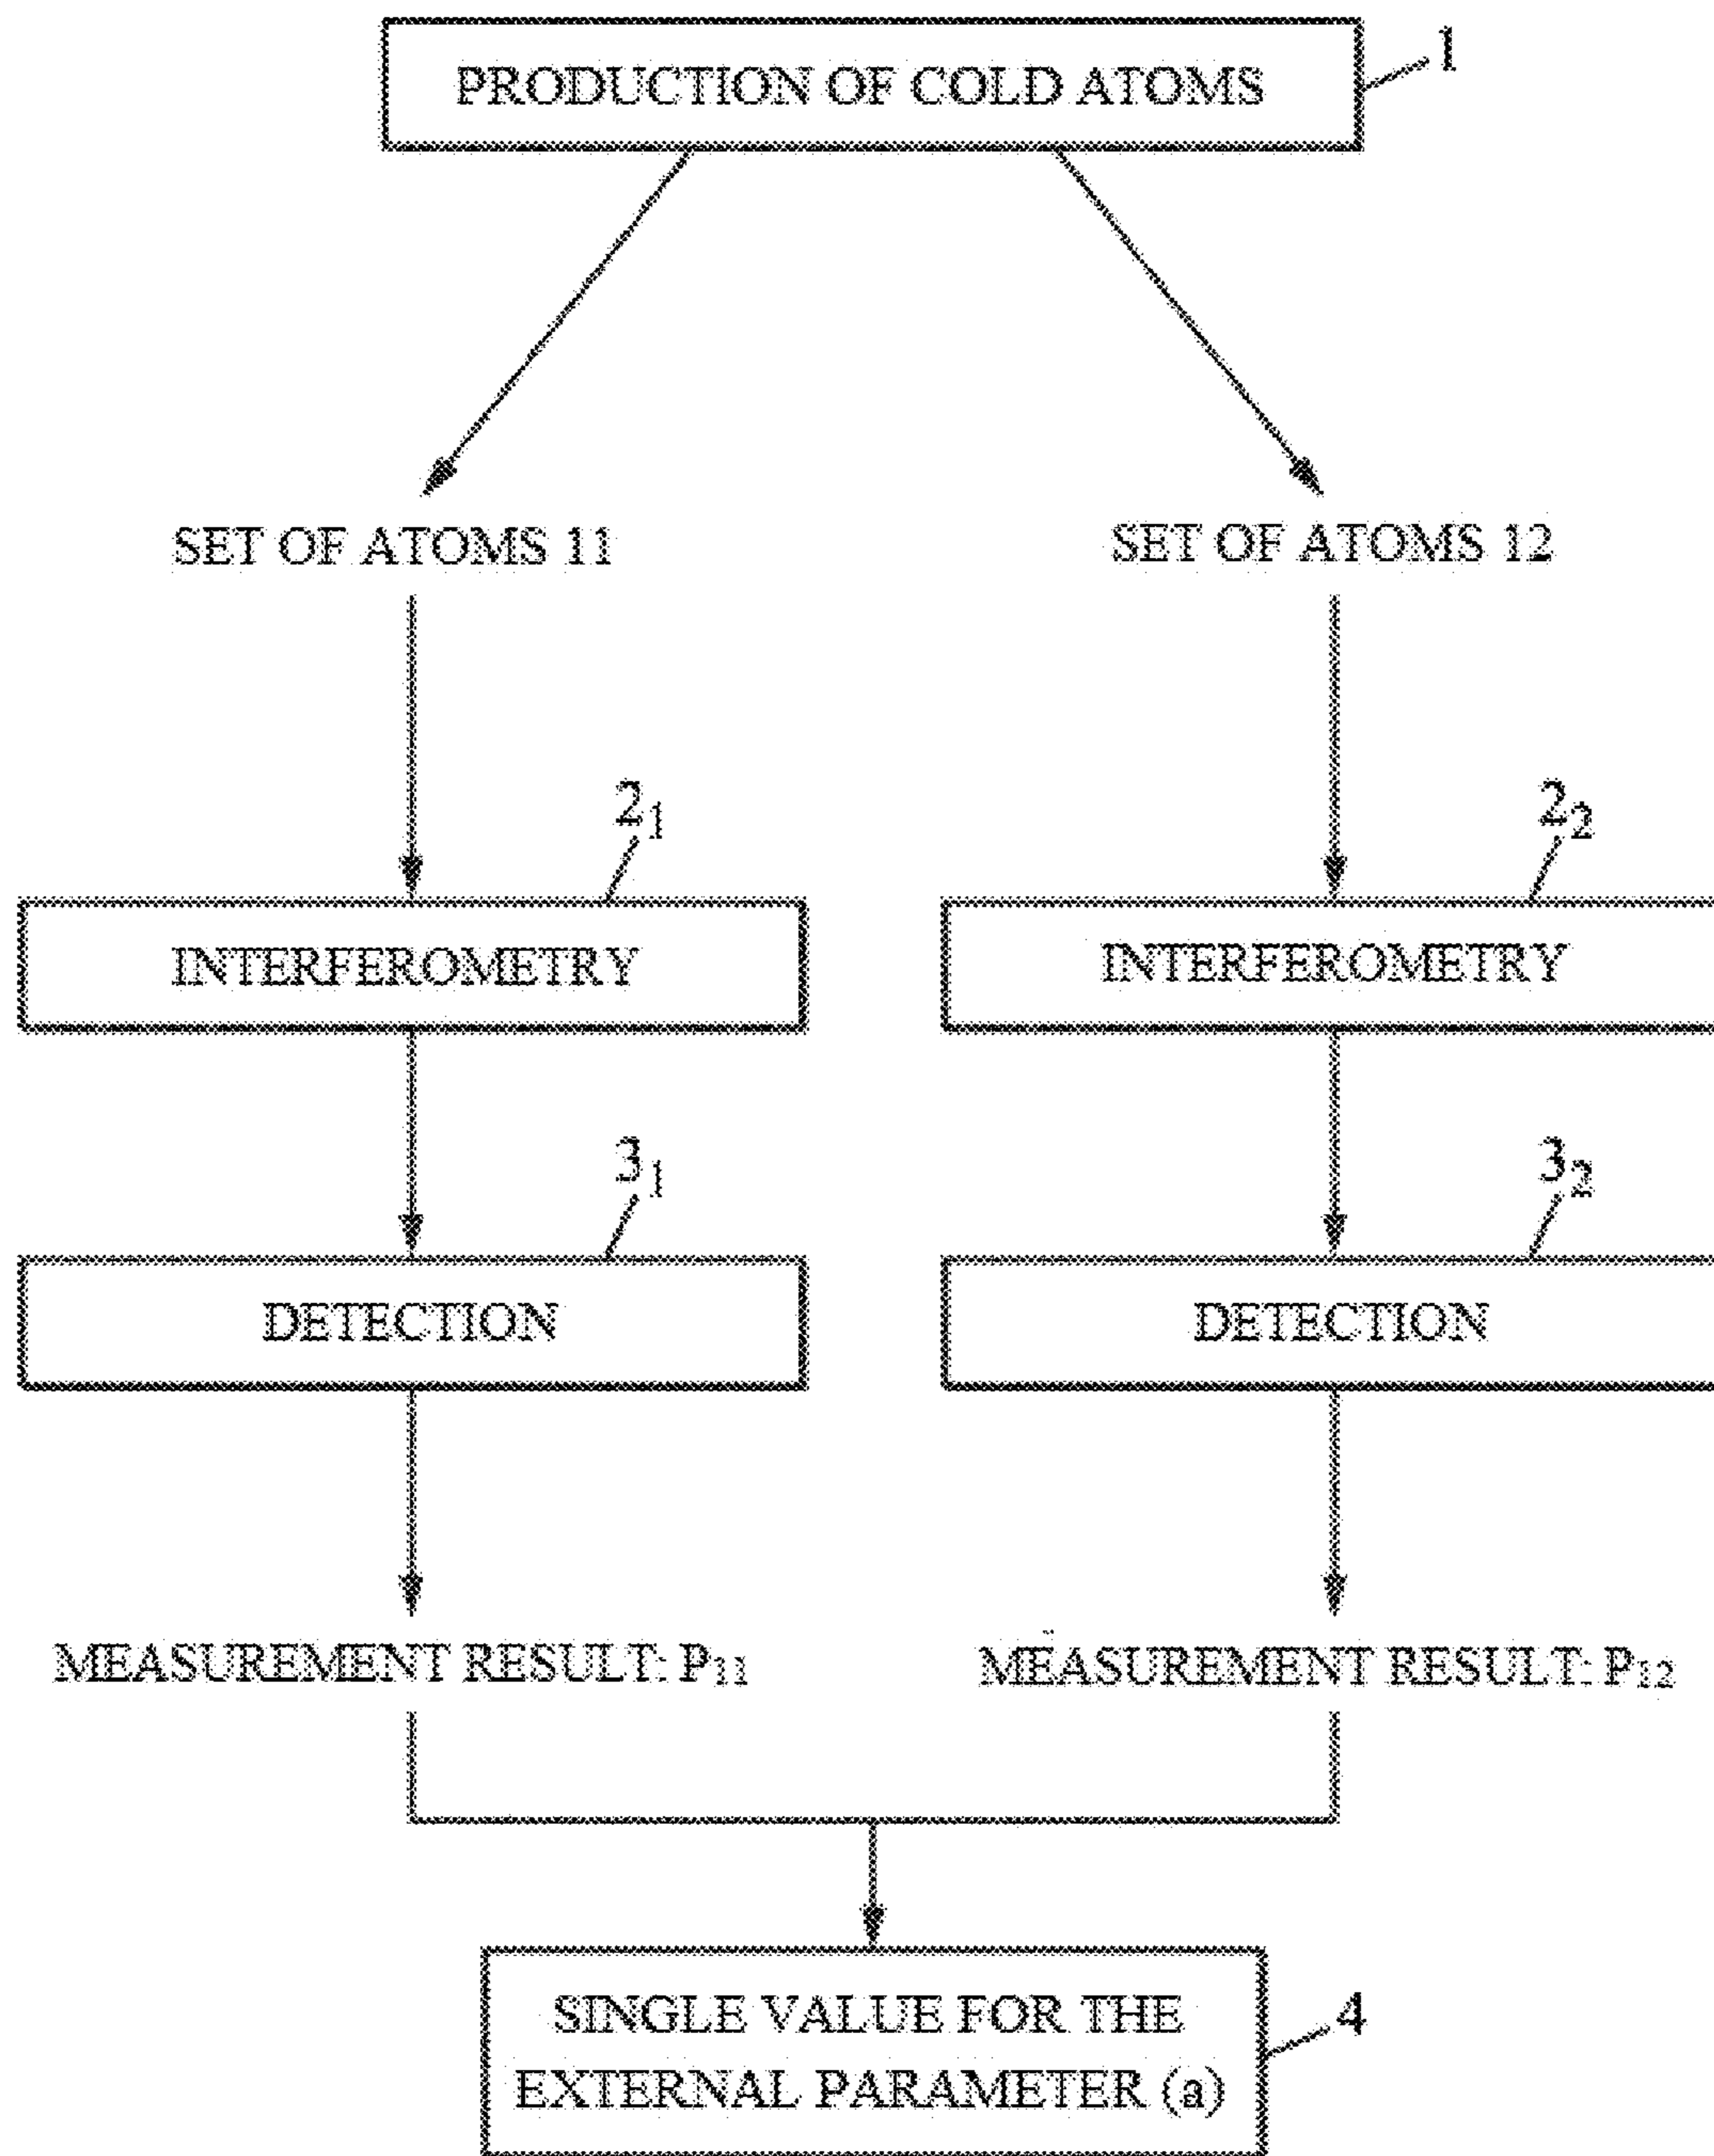 PRODUCTION OF COLD ATOMS
1
SET OF ATOMS 11
SET OF ATOMS 12
2₁
2₂
INTERFEROMETRY
INTERFEROMETRY
3₁
3₂
DETECTION
DETECTION
MEASUREMENT RESULT: P₁₁
MEASUREMENT RESULT: P₁₂
SINGLE VALUE FOR THE
EXTERNAL PARAMETER (a)
4